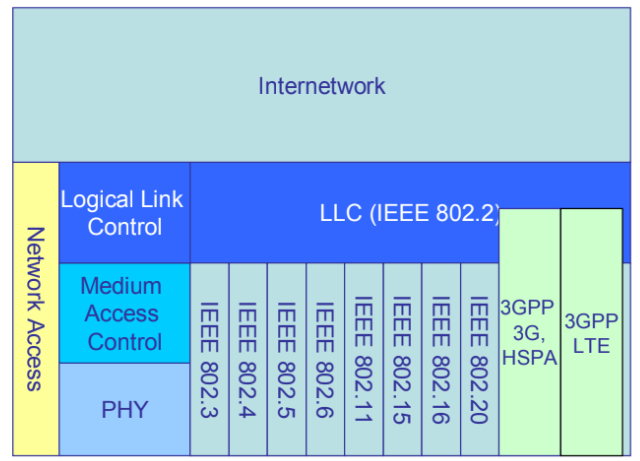 Internetwork
Network Access
Logical Link
Control
LLC (IEEE 802.2)
Medium
Access
Control
PHY
IEEE 802.3
IEEE 802.4
IEEE 802.5
IEEE 802.6
IEEE 802.11
IEEE 802.15
IEEE 802.16
IEEE 802.20
3GPP
3G,
HSPA
3GPP
LTE